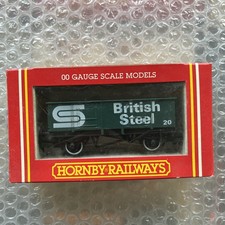 00 GAUGE SCALE MODELS
British
Steel 20
HORNBY RAILWAYS